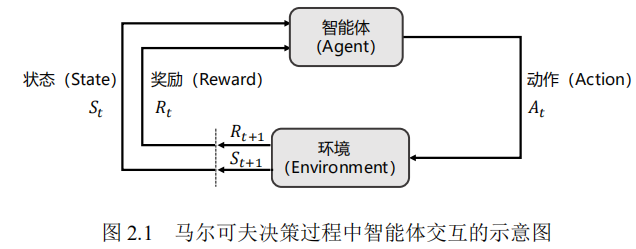 智能体
(Agent)
状态（State）
S_t
奖励（Reward）
R_t
动作（Action）
A_t
R_{t+1}
S_{t+1}
环境
（Environment）
图 2.1 马尔可夫决策过程中智能体交互的示意图